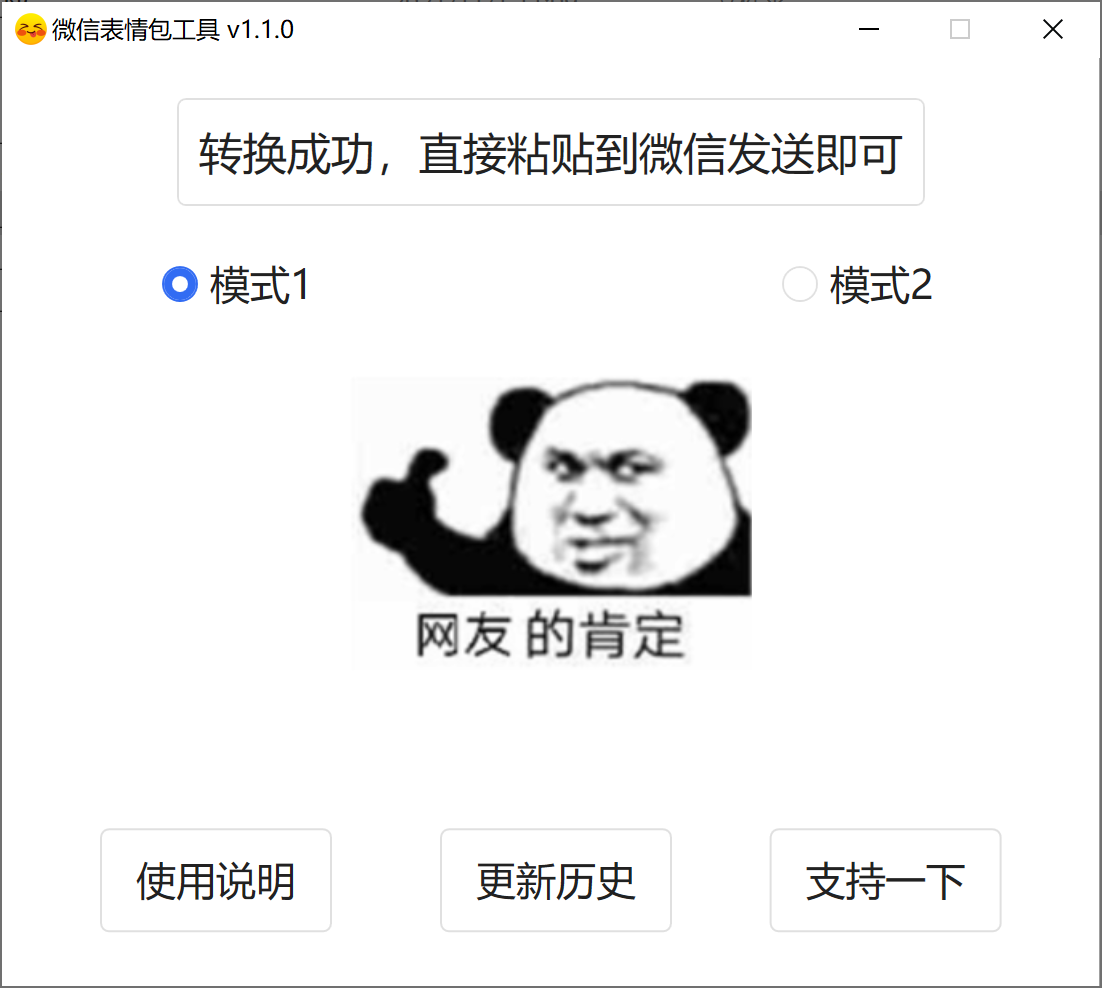 微信表情包工具 v1.1.0
转换成功，直接粘贴到微信发送即可
模式1
模式2
网友的肯定
使用说明
更新历史
支持一下